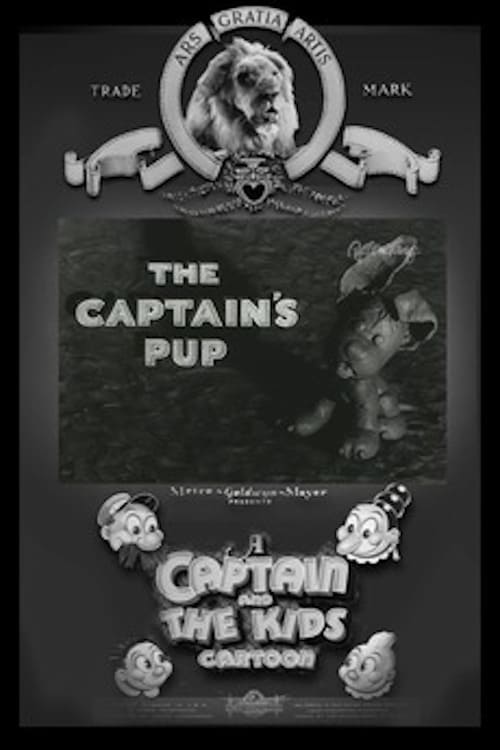 ARS GRATIA ARTIS
TRADE MARK
THE
CAPTAIN'S
PUP
Metro-Goldwyn-Mayer
PRESENTS
A
CAPTAIN
AND
THE KIDS
CARTOON